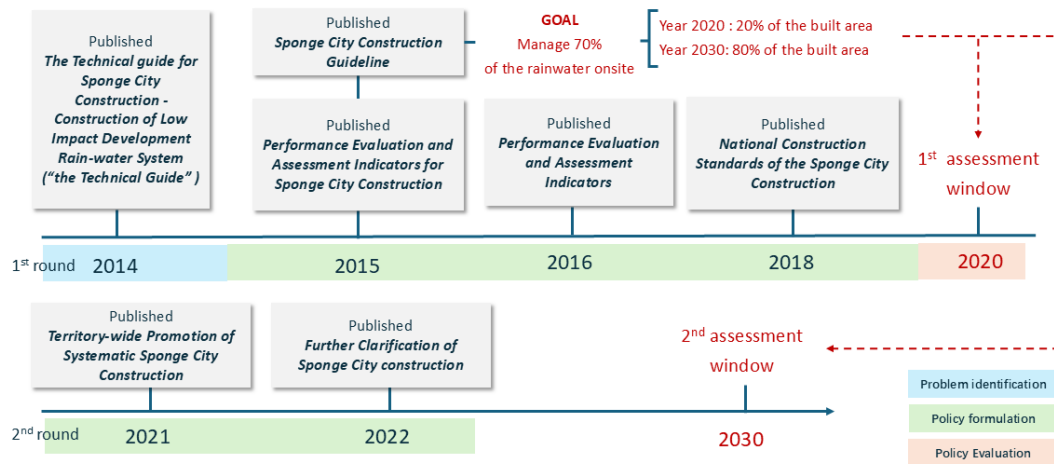 Published
The Technical guide for
Sponge City
Construction -
Construction of Low
Impact Development
Rain-water System
(“the Technical Guide” )
Published
Sponge City Construction
Guideline
GOAL
Manage 70%
of the rainwater onsite
Year 2020 : 20% of the built area
Year 2030: 80% of the built area
Published
Performance Evaluation and
Assessment Indicators for
Sponge City Construction
Published
Performance Evaluation
and Assessment
Indicators
Published
National Construction
Standards of the Sponge City
Construction
1st assessment
window
1st round
2014
2015
2016
2018
2020
Published
Territory-wide Promotion of
Systematic Sponge City
Construction
Published
Further Clarification of
Sponge City construction
2nd assessment
window
2nd round
2021
2022
2030
Problem identification
Policy formulation
Policy Evaluation